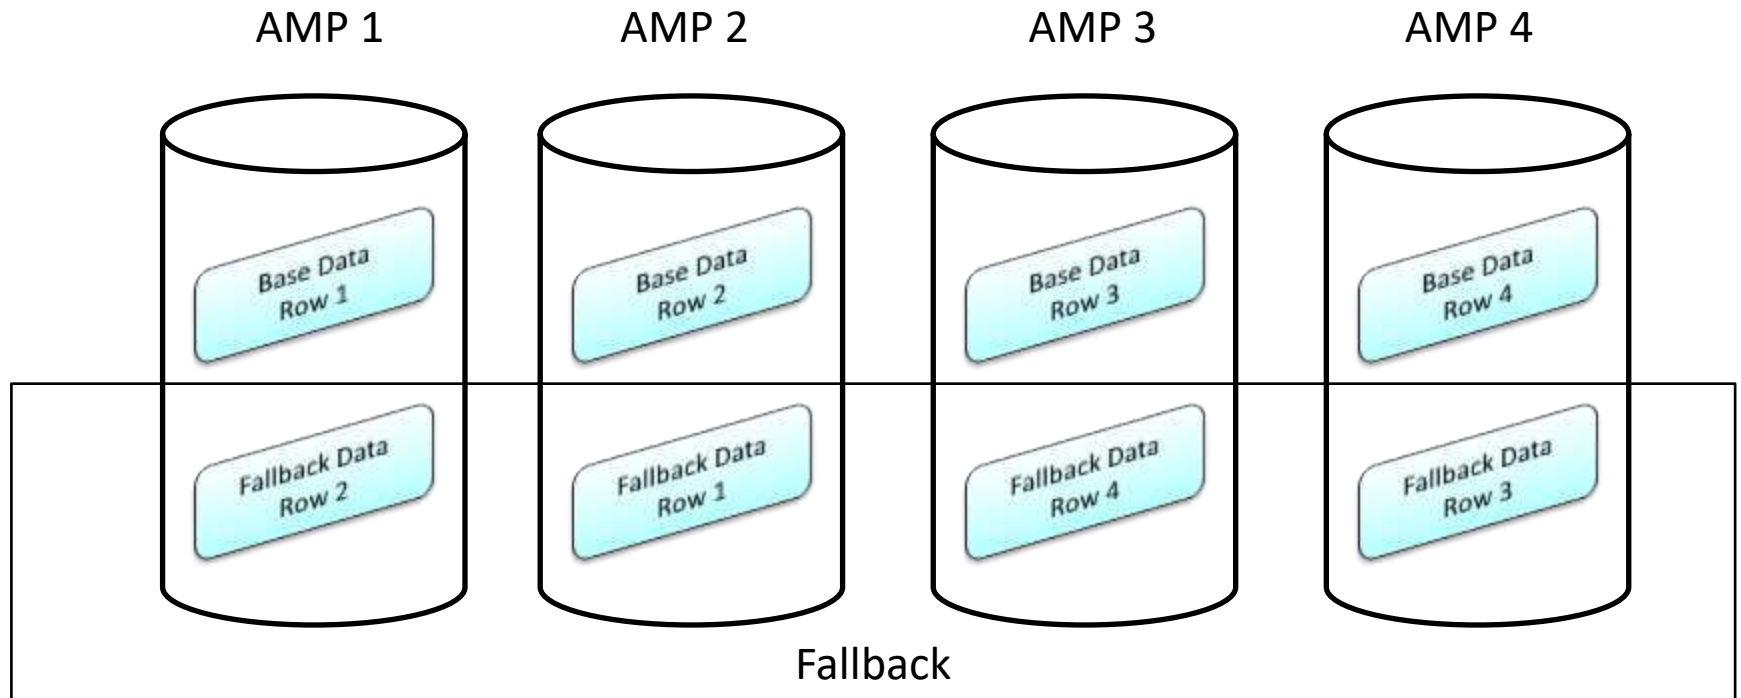 AMP 1
AMP 2
AMP 3
AMP 4
Base Data
Row 1
Base Data
Row 2
Base Data
Row 3
Base Data
Row 4
Fallback Data
Row 2
Fallback Data
Row 1
Fallback Data
Row 4
Fallback Data
Row 3
Fallback